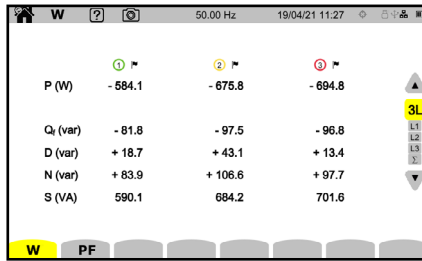 W ? 50.00 Hz 19/04/21 11:27
1 2 3
P (W) - 584.1 - 675.8 - 694.8
3L
Qf (var) - 81.8 - 97.5 - 96.8
L1
L2
D (var) + 18.7 + 43.1 + 13.4
L3
Σ
N (var) + 83.9 + 106.6 + 97.7
S (VA) 590.1 684.2 701.6
W PF